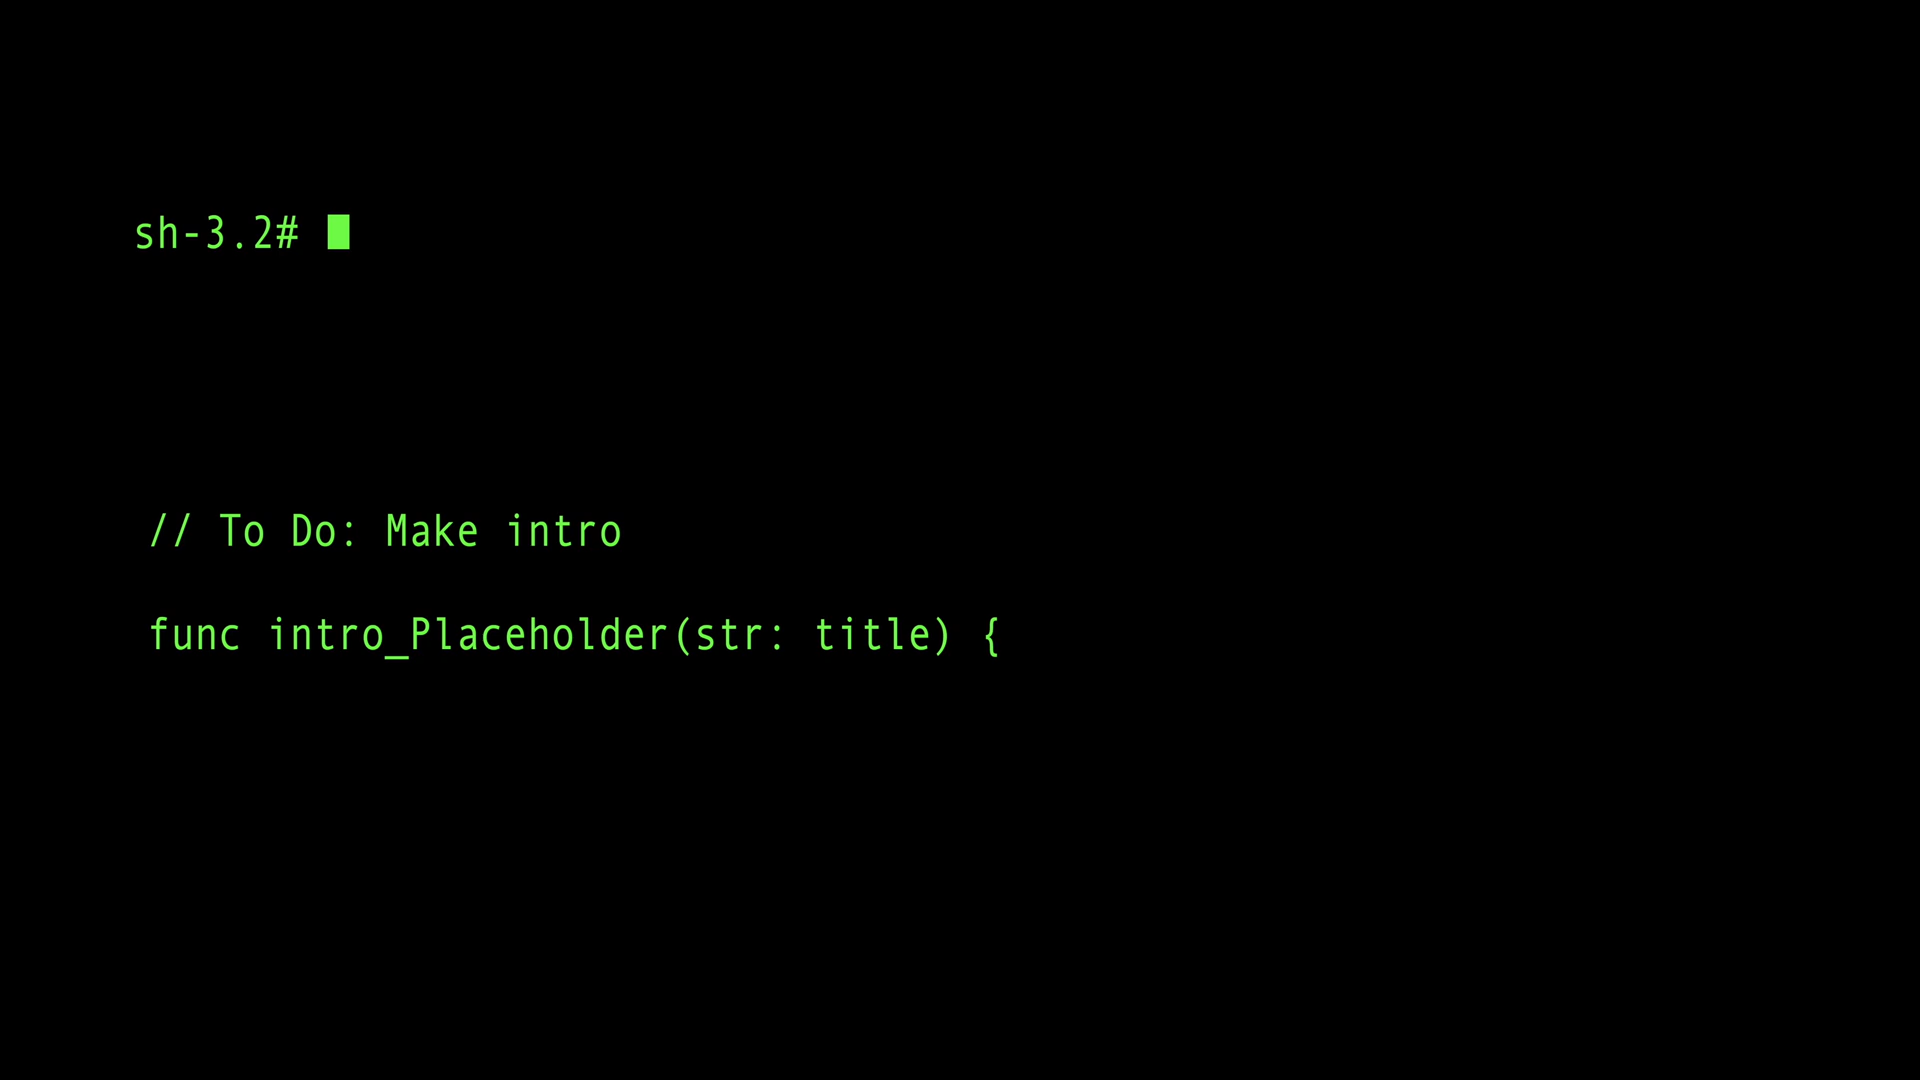 sh-3.2#
// To Do: Make intro
func intro_Placeholder(str: title) {